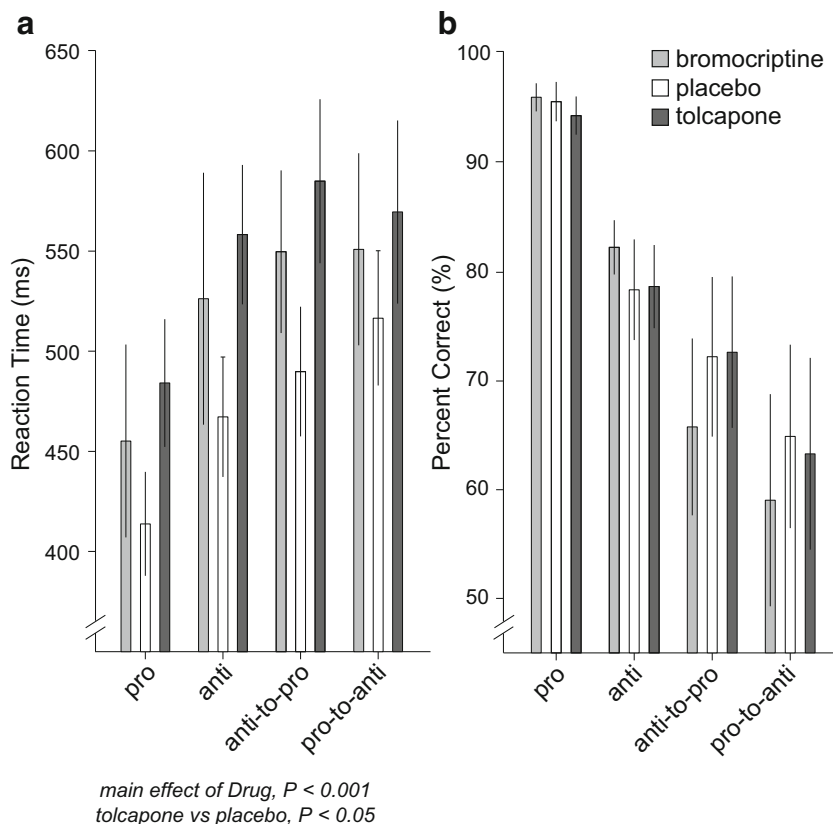 a
650
600
550
500
450
400
Reaction Time (ms)
pro
anti
anti-to-pro
pro-to-anti
main effect of Drug, P < 0.001
tolcapone vs placebo, P < 0.05
b
100
90
80
70
60
50
Percent Correct (%)
bromocriptine
placebo
tolcapone
pro
anti
anti-to-pro
pro-to-anti